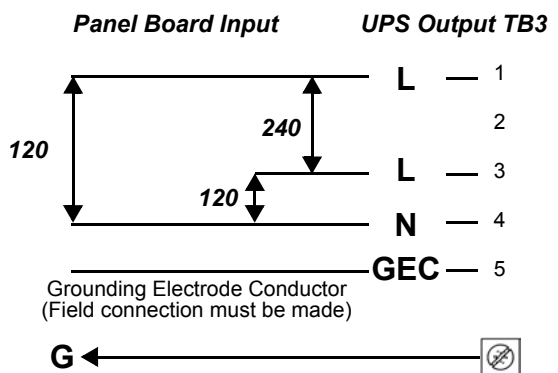 Panel Board Input UPS Output TB3
L 1
240 2
120
L 3
120
N 4
GEC 5
Grounding Electrode Conductor
(Field connection must be made)
G